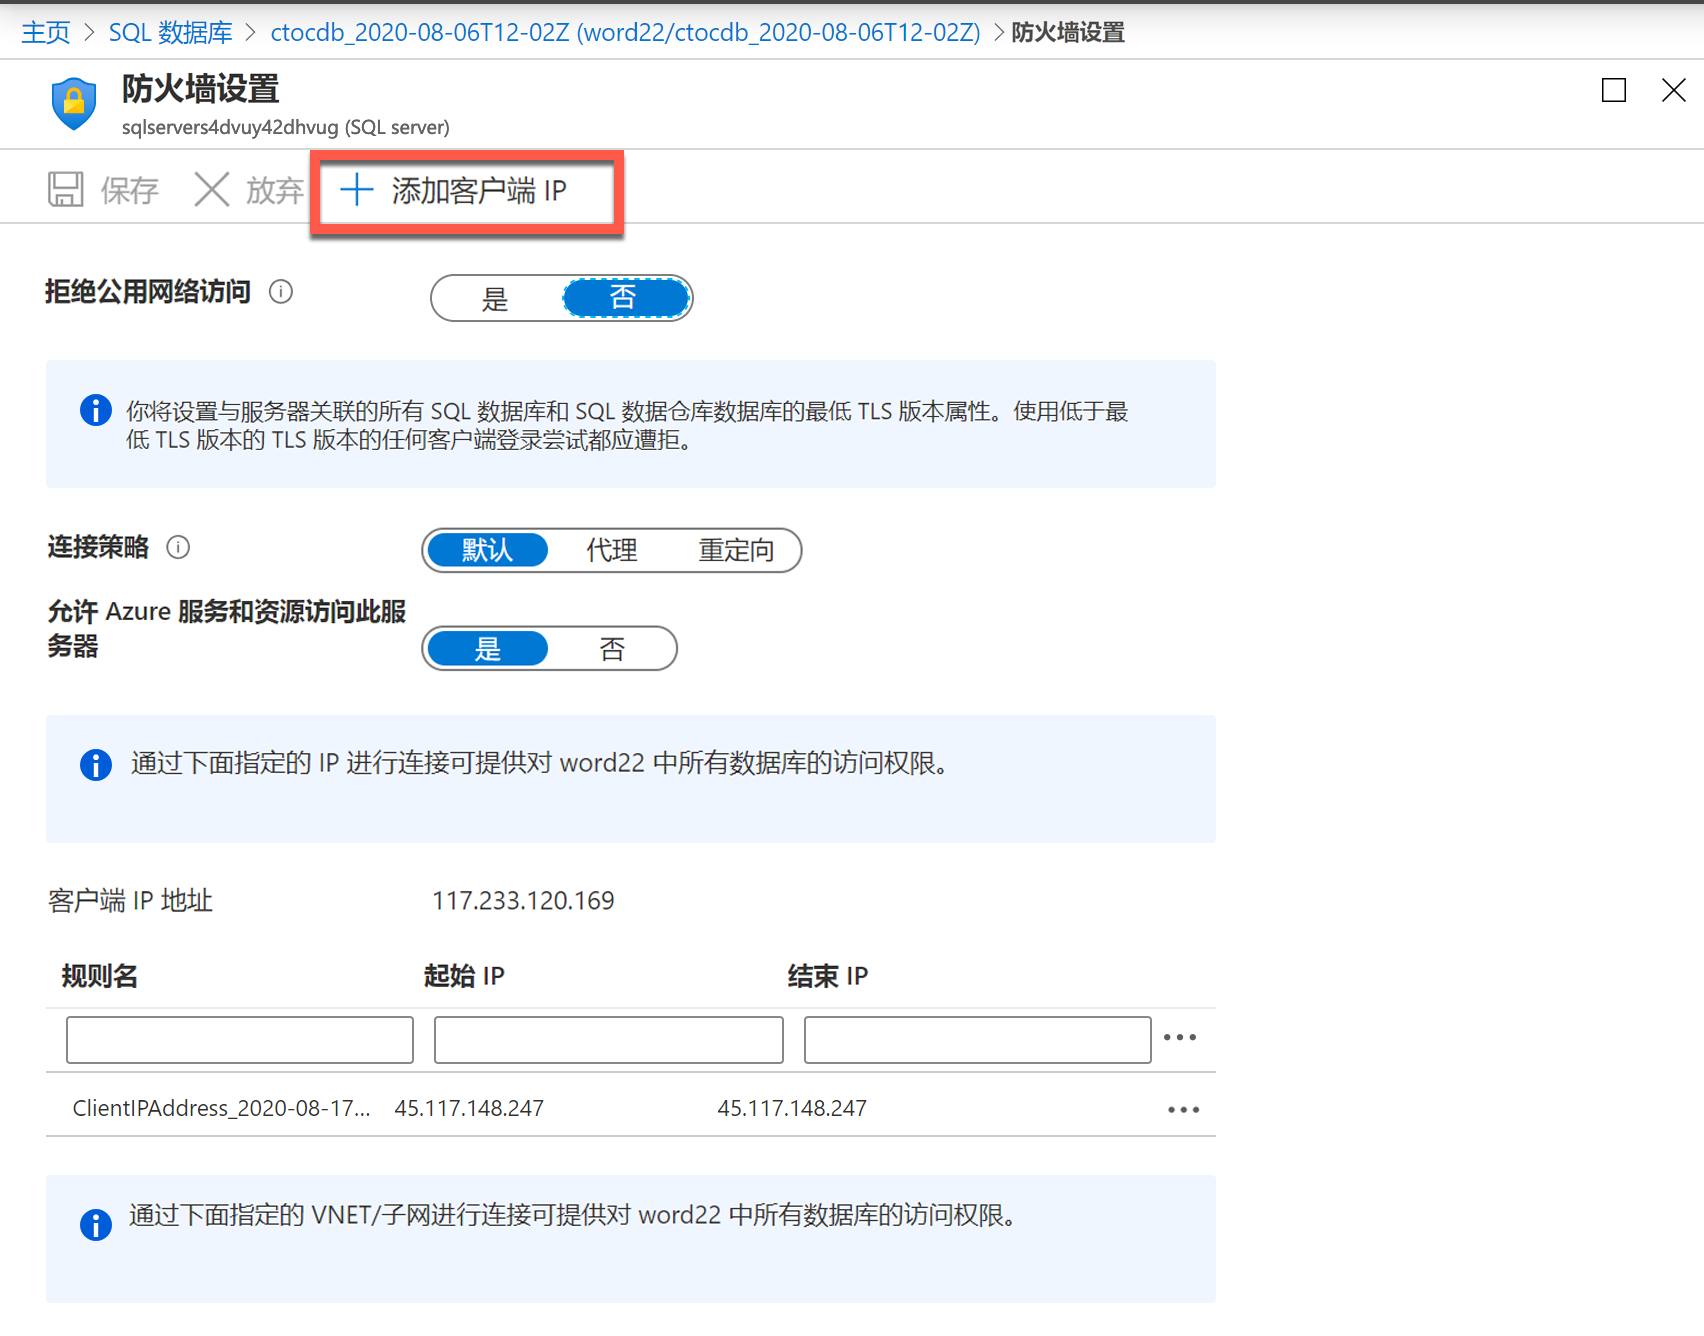 主页 > SQL 数据库 > ctocdb_2020-08-06T12-02Z (word22/ctocdb_2020-08-06T12-02Z) > 防火墙设置
防火墙设置
sqlservers4dvuy42dhvug (SQL server)
保存 放弃 添加客户端 IP
拒绝公用网络访问 是 否
你将设置与服务器关联的所有 SQL 数据库和 SQL 数据仓库数据库的最低 TLS 版本属性。使用低于最
低 TLS 版本的 TLS 版本的任何客户端登录尝试都应遭拒。
连接策略 默认 代理 重定向
允许 Azure 服务和资源访问此服
务器 是 否
通过下面指定的 IP 进行连接可提供对 word22 中所有数据库的访问权限。
客户端 IP 地址 117.233.120.169
规则名 起始 IP 结束 IP
ClientIPAddress_2020-08-17... 45.117.148.247 45.117.148.247
通过下面指定的 VNET/子网进行连接可提供对 word22 中所有数据库的访问权限。